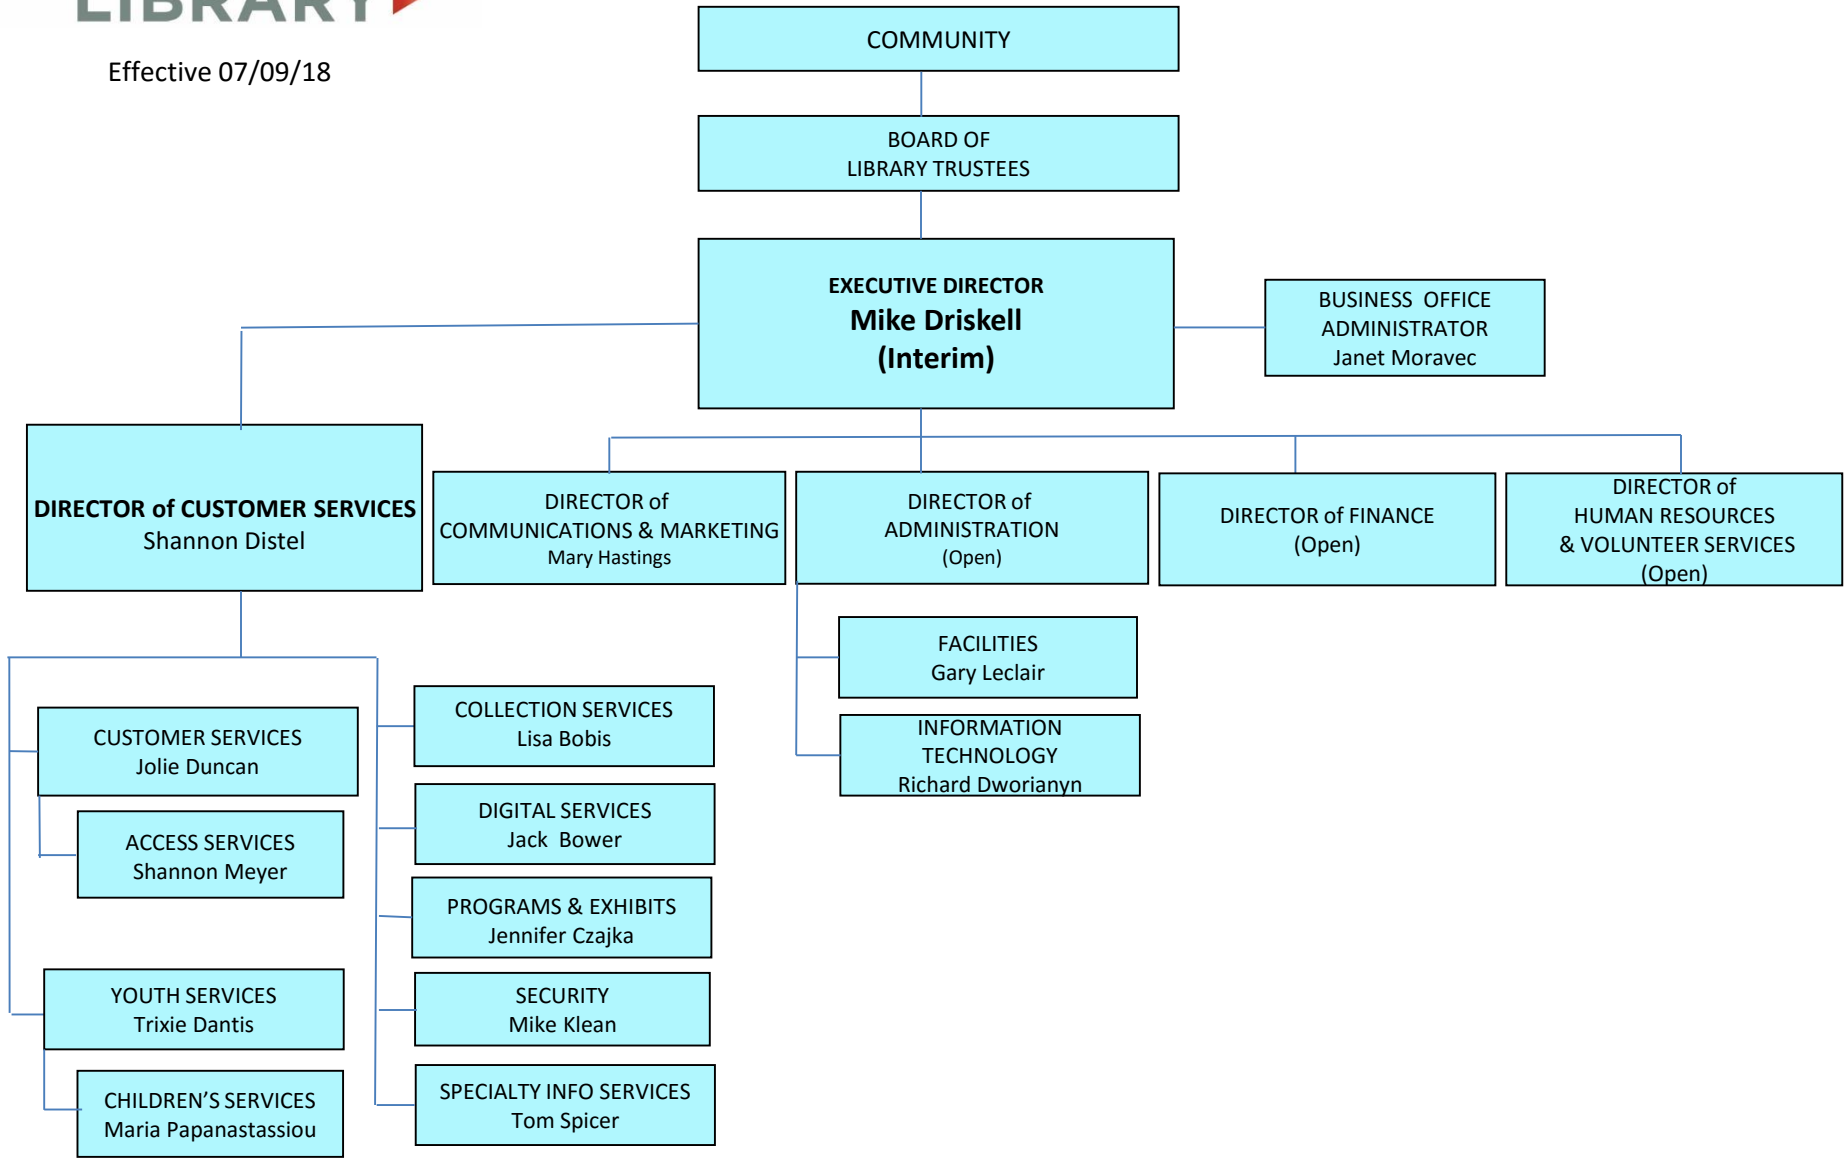 LIBRARY
Effective 07/09/18
COMMUNITY
BOARD OF
LIBRARY TRUSTEES
EXECUTIVE DIRECTOR
Mike Driskell
(Interim)
BUSINESS OFFICE
ADMINISTRATOR
Janet Moravec
DIRECTOR of CUSTOMER SERVICES
Shannon Distel
DIRECTOR of
COMMUNICATIONS & MARKETING
Mary Hastings
DIRECTOR of
ADMINISTRATION
(Open)
DIRECTOR of FINANCE
(Open)
DIRECTOR of
HUMAN RESOURCES
& VOLUNTEER SERVICES
(Open)
FACILITIES
Gary Leclair
INFORMATION
TECHNOLOGY
Richard Dworianyn
CUSTOMER SERVICES
Jolie Duncan
ACCESS SERVICES
Shannon Meyer
YOUTH SERVICES
Trixie Dantis
CHILDREN’S SERVICES
Maria Papanastassiou
COLLECTION SERVICES
Lisa Bobis
DIGITAL SERVICES
Jack Bower
PROGRAMS & EXHIBITS
Jennifer Czajka
SECURITY
Mike Klean
SPECIALTY INFO SERVICES
Tom Spicer